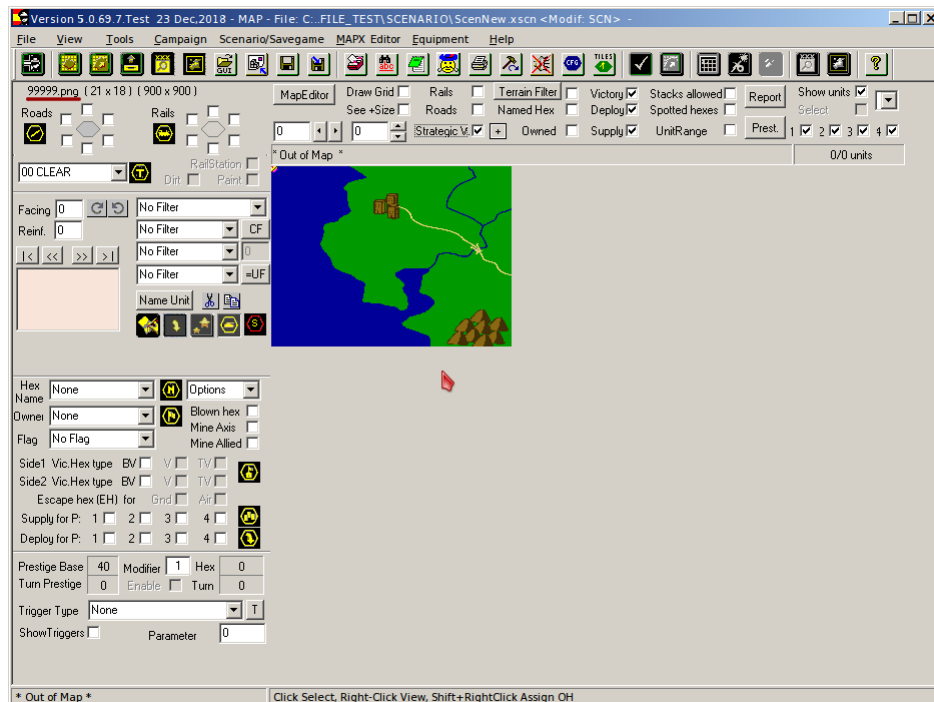 Version 5.0.69.7.Test 23 Dec,2018 - MAP - File: C:..FILE_TEST\SCENARIO\ScenNew.xscn <Modif: SCN> -
File View Tools Campaign Scenario/Savegame MAPX Editor Equipment Help
GUI abc CFG TILES ?
99999.png ( 21 x 18 ) ( 900 x 900 ) MapEditor Draw Grid Rails Terrain Filter Victory Stacks allowed Report Show units
Roads Rails See +Size Roads Named Hex Deploy Spotted hexes Select
0 0 Strategic V. + Owned Supply UnitRange Prest. 1 2 3 4
* Out of Map * 0/0 units
RailStation
00 CLEAR T Dirt Paint
Facing 0 No Filter
Reinf. 0 No Filter CF
|< << >> >| No Filter 0
No Filter =UF
Name Unit
S
Hex Name None N Options
Owner None Blown hex
Mine Axis
Flag No Flag Mine Allied
Side1 Vic.Hex type BV V TV
Side2 Vic.Hex type BV V TV
Escape hex (EH) for Gnd Air
Supply for P: 1 2 3 4
Deploy for P: 1 2 3 4
Prestige Base 40 Modifier 1 Hex 0
Turn Prestige 0 Enable Turn 0
Trigger Type None T
ShowTriggers Parameter 0
* Out of Map * Click Select, Right-Click View, Shift+RightClick Assign OH